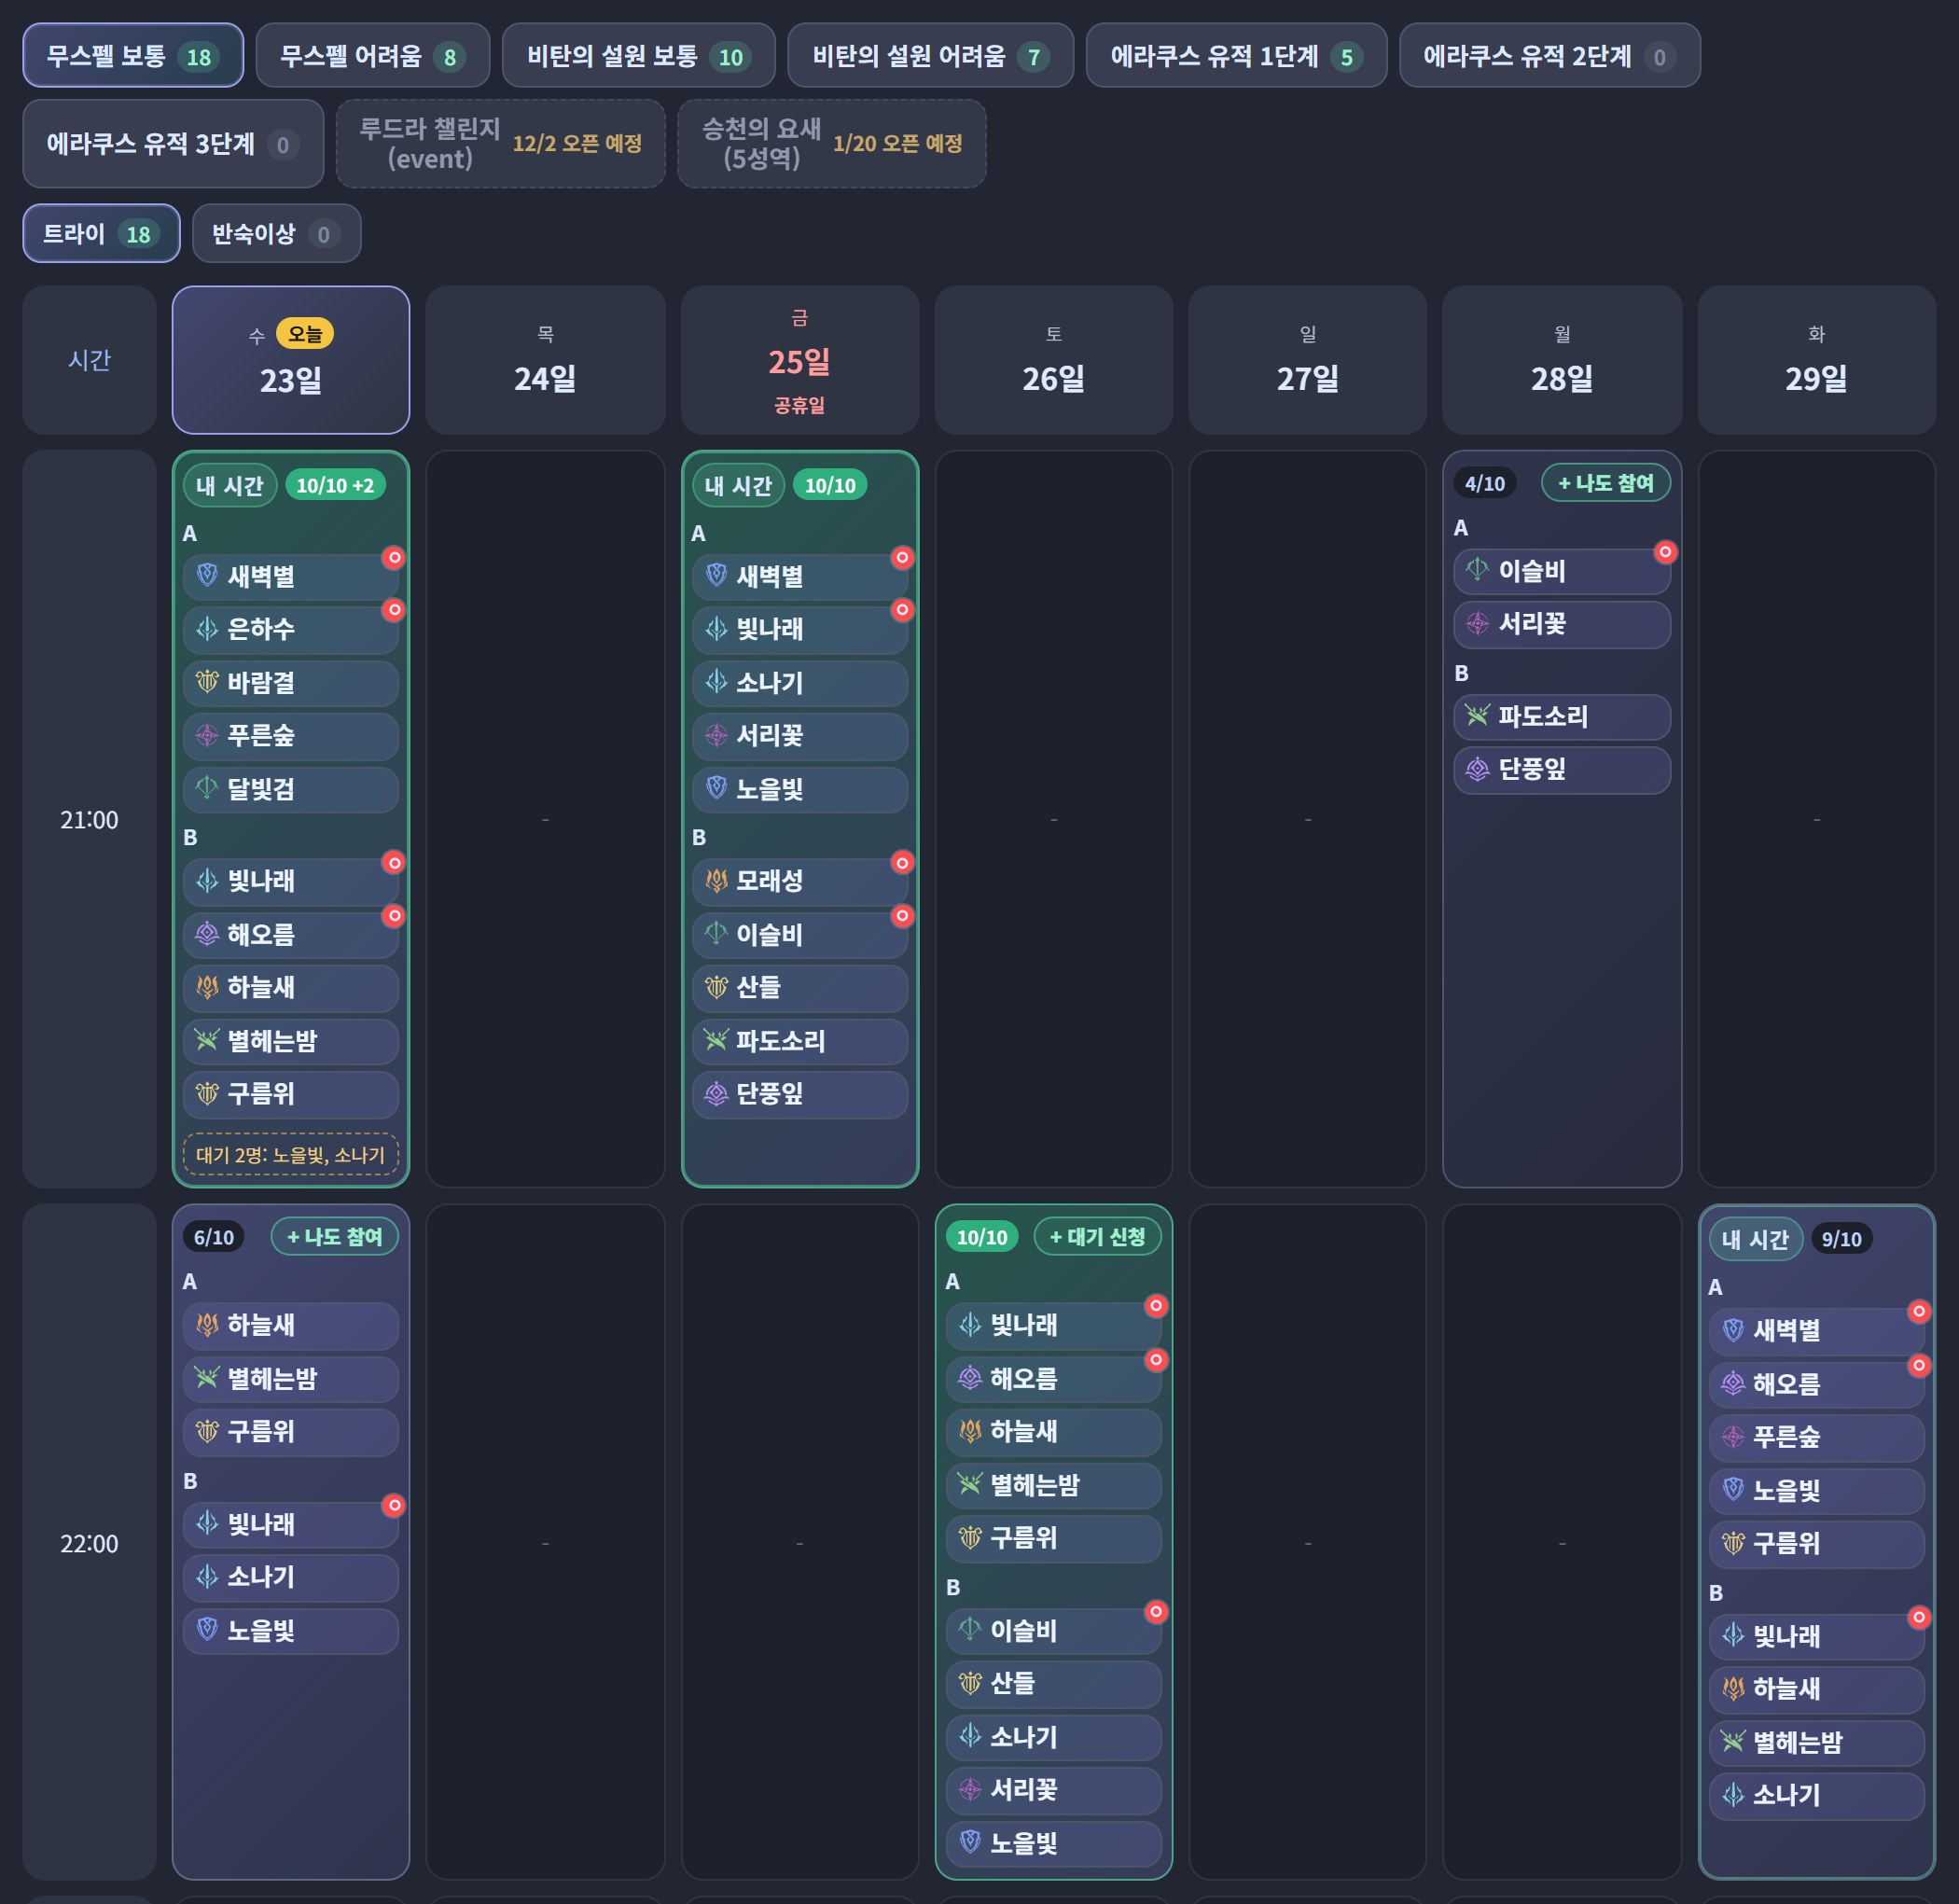 무스펠 보통 18
무스펠 어려움 8
비탄의 설원 보통 10
비탄의 설원 어려움 7
에라쿠스 유적 1단계 5
에라쿠스 유적 2단계 0
에라쿠스 유적 3단계 0
루드라 챌린지
(event)
12/2 오픈 예정
승천의 요새
(5성역)
1/20 오픈 예정
트라이 18
반숙이상 0
시간
수 오늘
23일
목
24일
금
25일
공휴일
토
26일
일
27일
월
28일
화
29일
21:00
내 시간 10/10 +2
A
새벽별
은하수
바람결
푸른숲
달빛검
B
빛나래
해오름
하늘새
별헤는밤
구름위
대기 2명: 노을빛, 소나기
-
내 시간 10/10
A
새벽별
빛나래
소나기
서리꽃
노을빛
B
모래성
이슬비
산들
파도소리
단풍잎
-
-
4/10 + 나도 참여
A
이슬비
서리꽃
B
파도소리
단풍잎
-
22:00
6/10 + 나도 참여
A
하늘새
별헤는밤
구름위
B
빛나래
소나기
노을빛
-
-
10/10 + 대기 신청
A
빛나래
해오름
하늘새
별헤는밤
구름위
B
이슬비
산들
소나기
서리꽃
노을빛
-
-
내 시간 9/10
A
새벽별
해오름
푸른숲
노을빛
구름위
B
빛나래
하늘새
별헤는밤
소나기